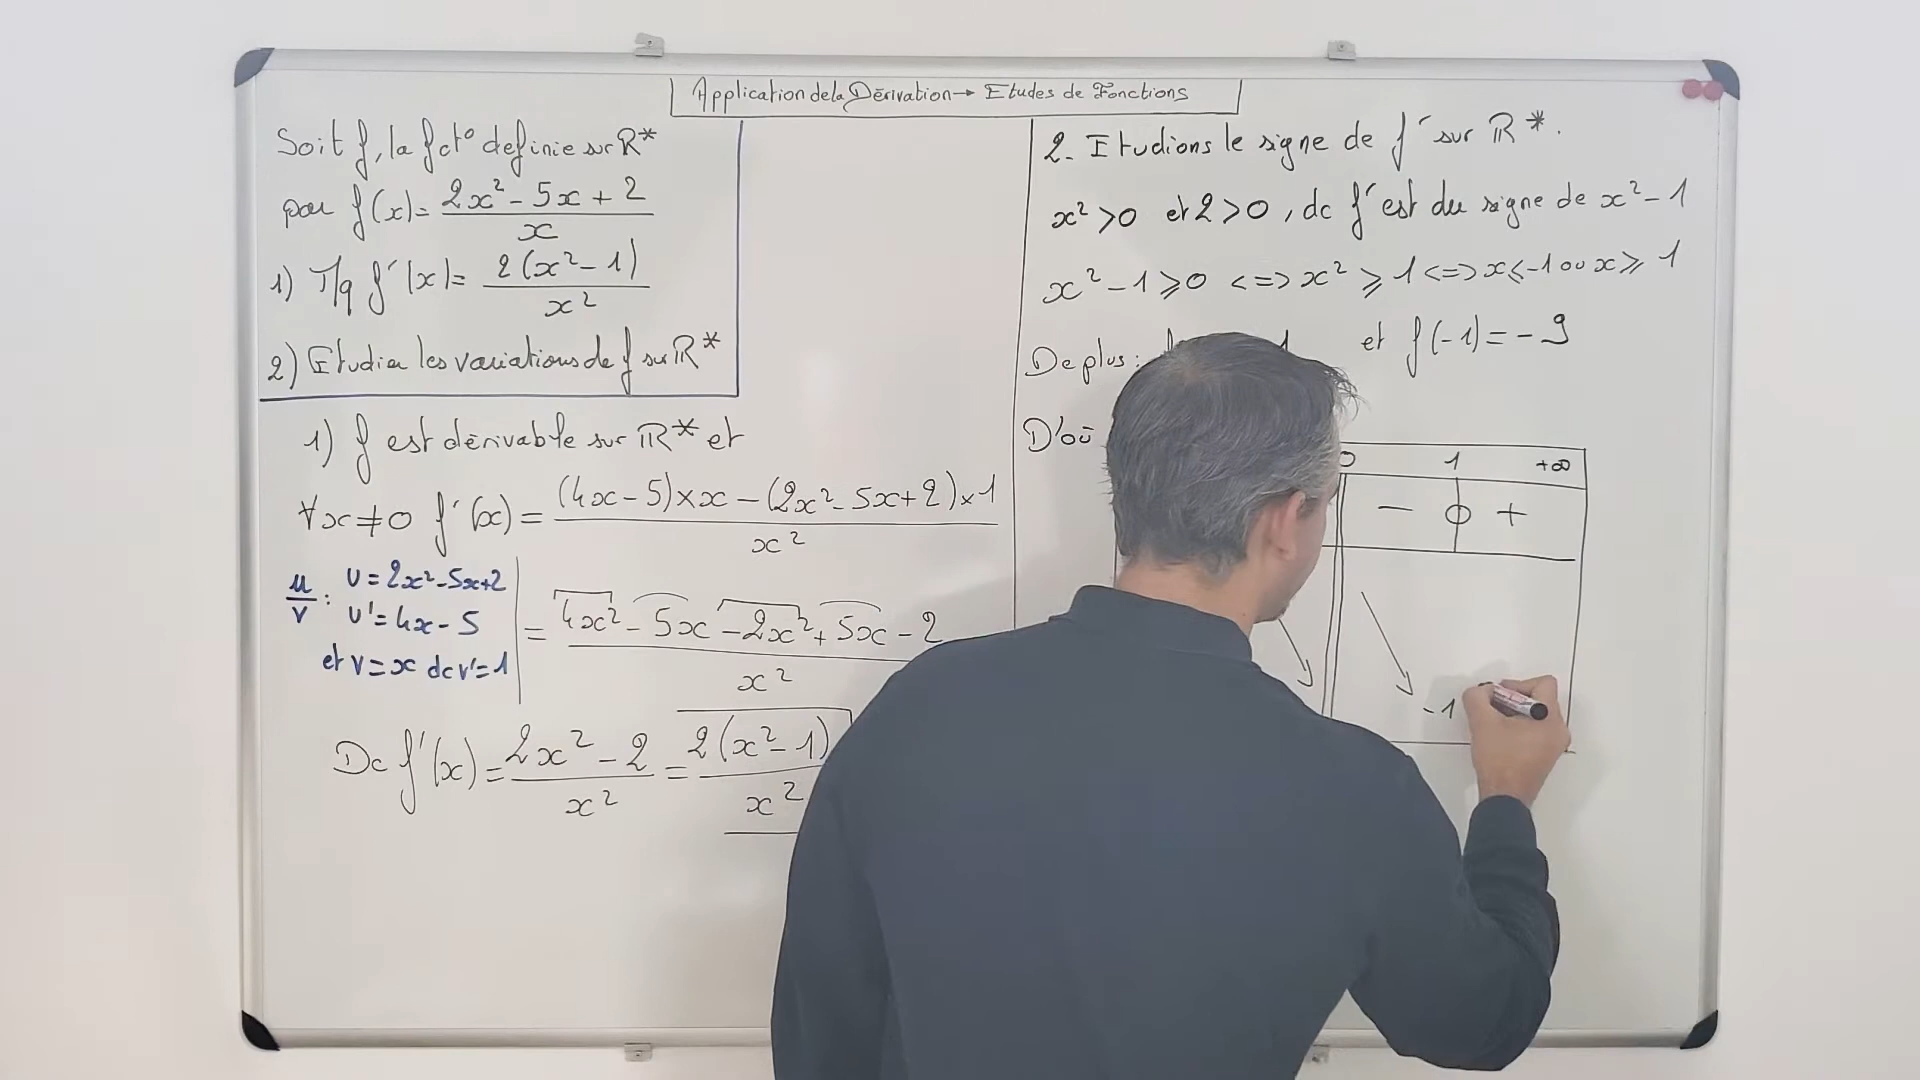 Application de la Dérivation → Etudes de Fonctions
Soit f, la fct° definie sur ℝ*
par f(x)= (2x² - 5x + 2)/x
1) M/q f'(x)= 2(x²-1)/x²
2) Etudier les variations de f sur ℝ*
1) f est dérivable sur ℝ* et
∀x≠0 f'(x)= ((4x-5)×x - (2x²-5x+2)×1)/x²
u/v : U = 2x²-5x+2
U' = 4x-5
et v = x dc v' = 1
= (4x² - 5x - 2x² + 5x - 2)/x²
Dc f'(x) = (2x² - 2)/x² = 2(x²-1)/x²
2. Etudions le signe de f' sur ℝ*.
x²>0 et 2>0, dc f' est du signe de x²-1
x²-1⩾0 <=> x² ⩾ 1 <=> x⩽-1 ou x⩾ 1
De plus: et f(-1) = -9
D'où
0 1 +∞
- 0 +
-1